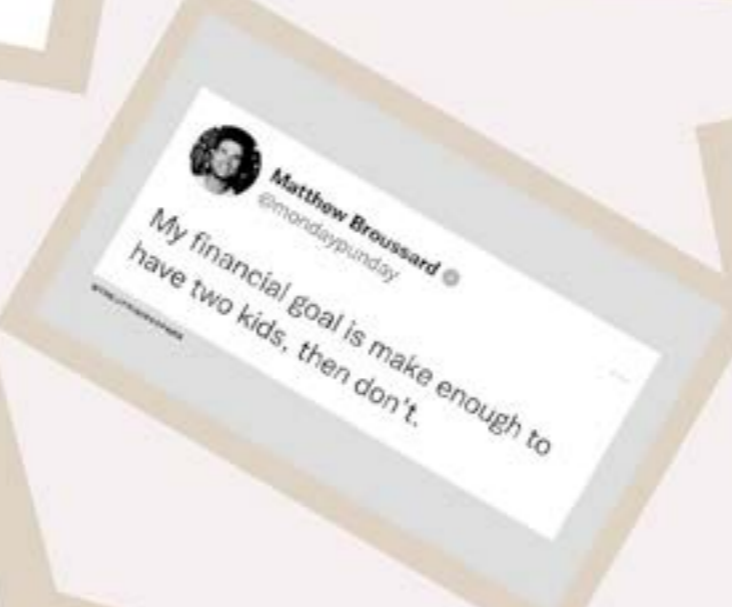 Matthew Broussard
@mondaypunday
My financial goal is make enough to
have two kids, then don't.